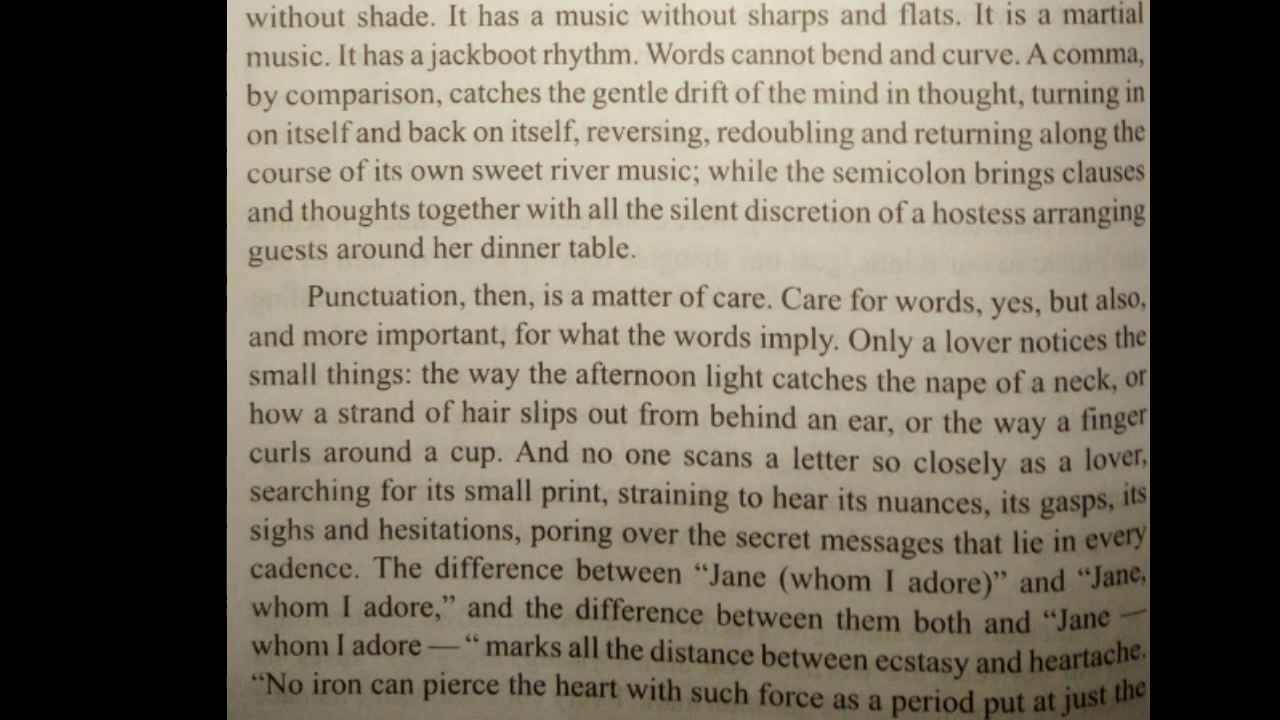 without shade. It has a music without sharps and flats. It is a martial
music. It has a jackboot rhythm. Words cannot bend and curve. A comma,
by comparison, catches the gentle drift of the mind in thought, turning in
on itself and back on itself, reversing, redoubling and returning along the
course of its own sweet river music; while the semicolon brings clauses
and thoughts together with all the silent discretion of a hostess arranging
guests around her dinner table.
Punctuation, then, is a matter of care. Care for words, yes, but also,
and more important, for what the words imply. Only a lover notices the
small things: the way the afternoon light catches the nape of a neck, or
how a strand of hair slips out from behind an ear, or the way a finger
curls around a cup. And no one scans a letter so closely as a lover,
searching for its small print, straining to hear its nuances, its gasps, its
sighs and hesitations, poring over the secret messages that lie in every
cadence. The difference between “Jane (whom I adore)” and “Jane,
whom I adore,” and the difference between them both and “Jane —
whom I adore — “ marks all the distance between ecstasy and heartache.
“No iron can pierce the heart with such force as a period put at just the